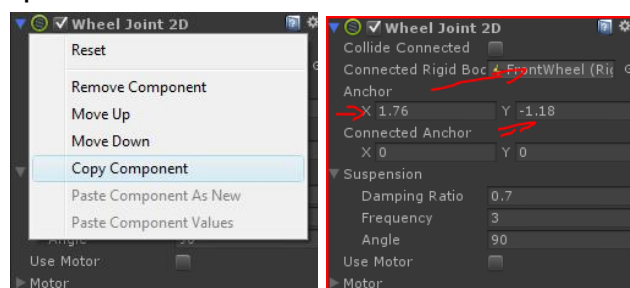 Wheel Joint 2D
Reset
Remove Component
Move Up
Move Down
Copy Component
Paste Component As New
Paste Component Values
Angle 90
Use Motor
Motor
Wheel Joint 2D
Collide Connected
Connected Rigid Boc FrontWheel (Ri
Anchor
X 1.76 Y -1.18
Connected Anchor
X 0 Y 0
Suspension
Damping Ratio 0.7
Frequency 3
Angle 90
Use Motor
Motor